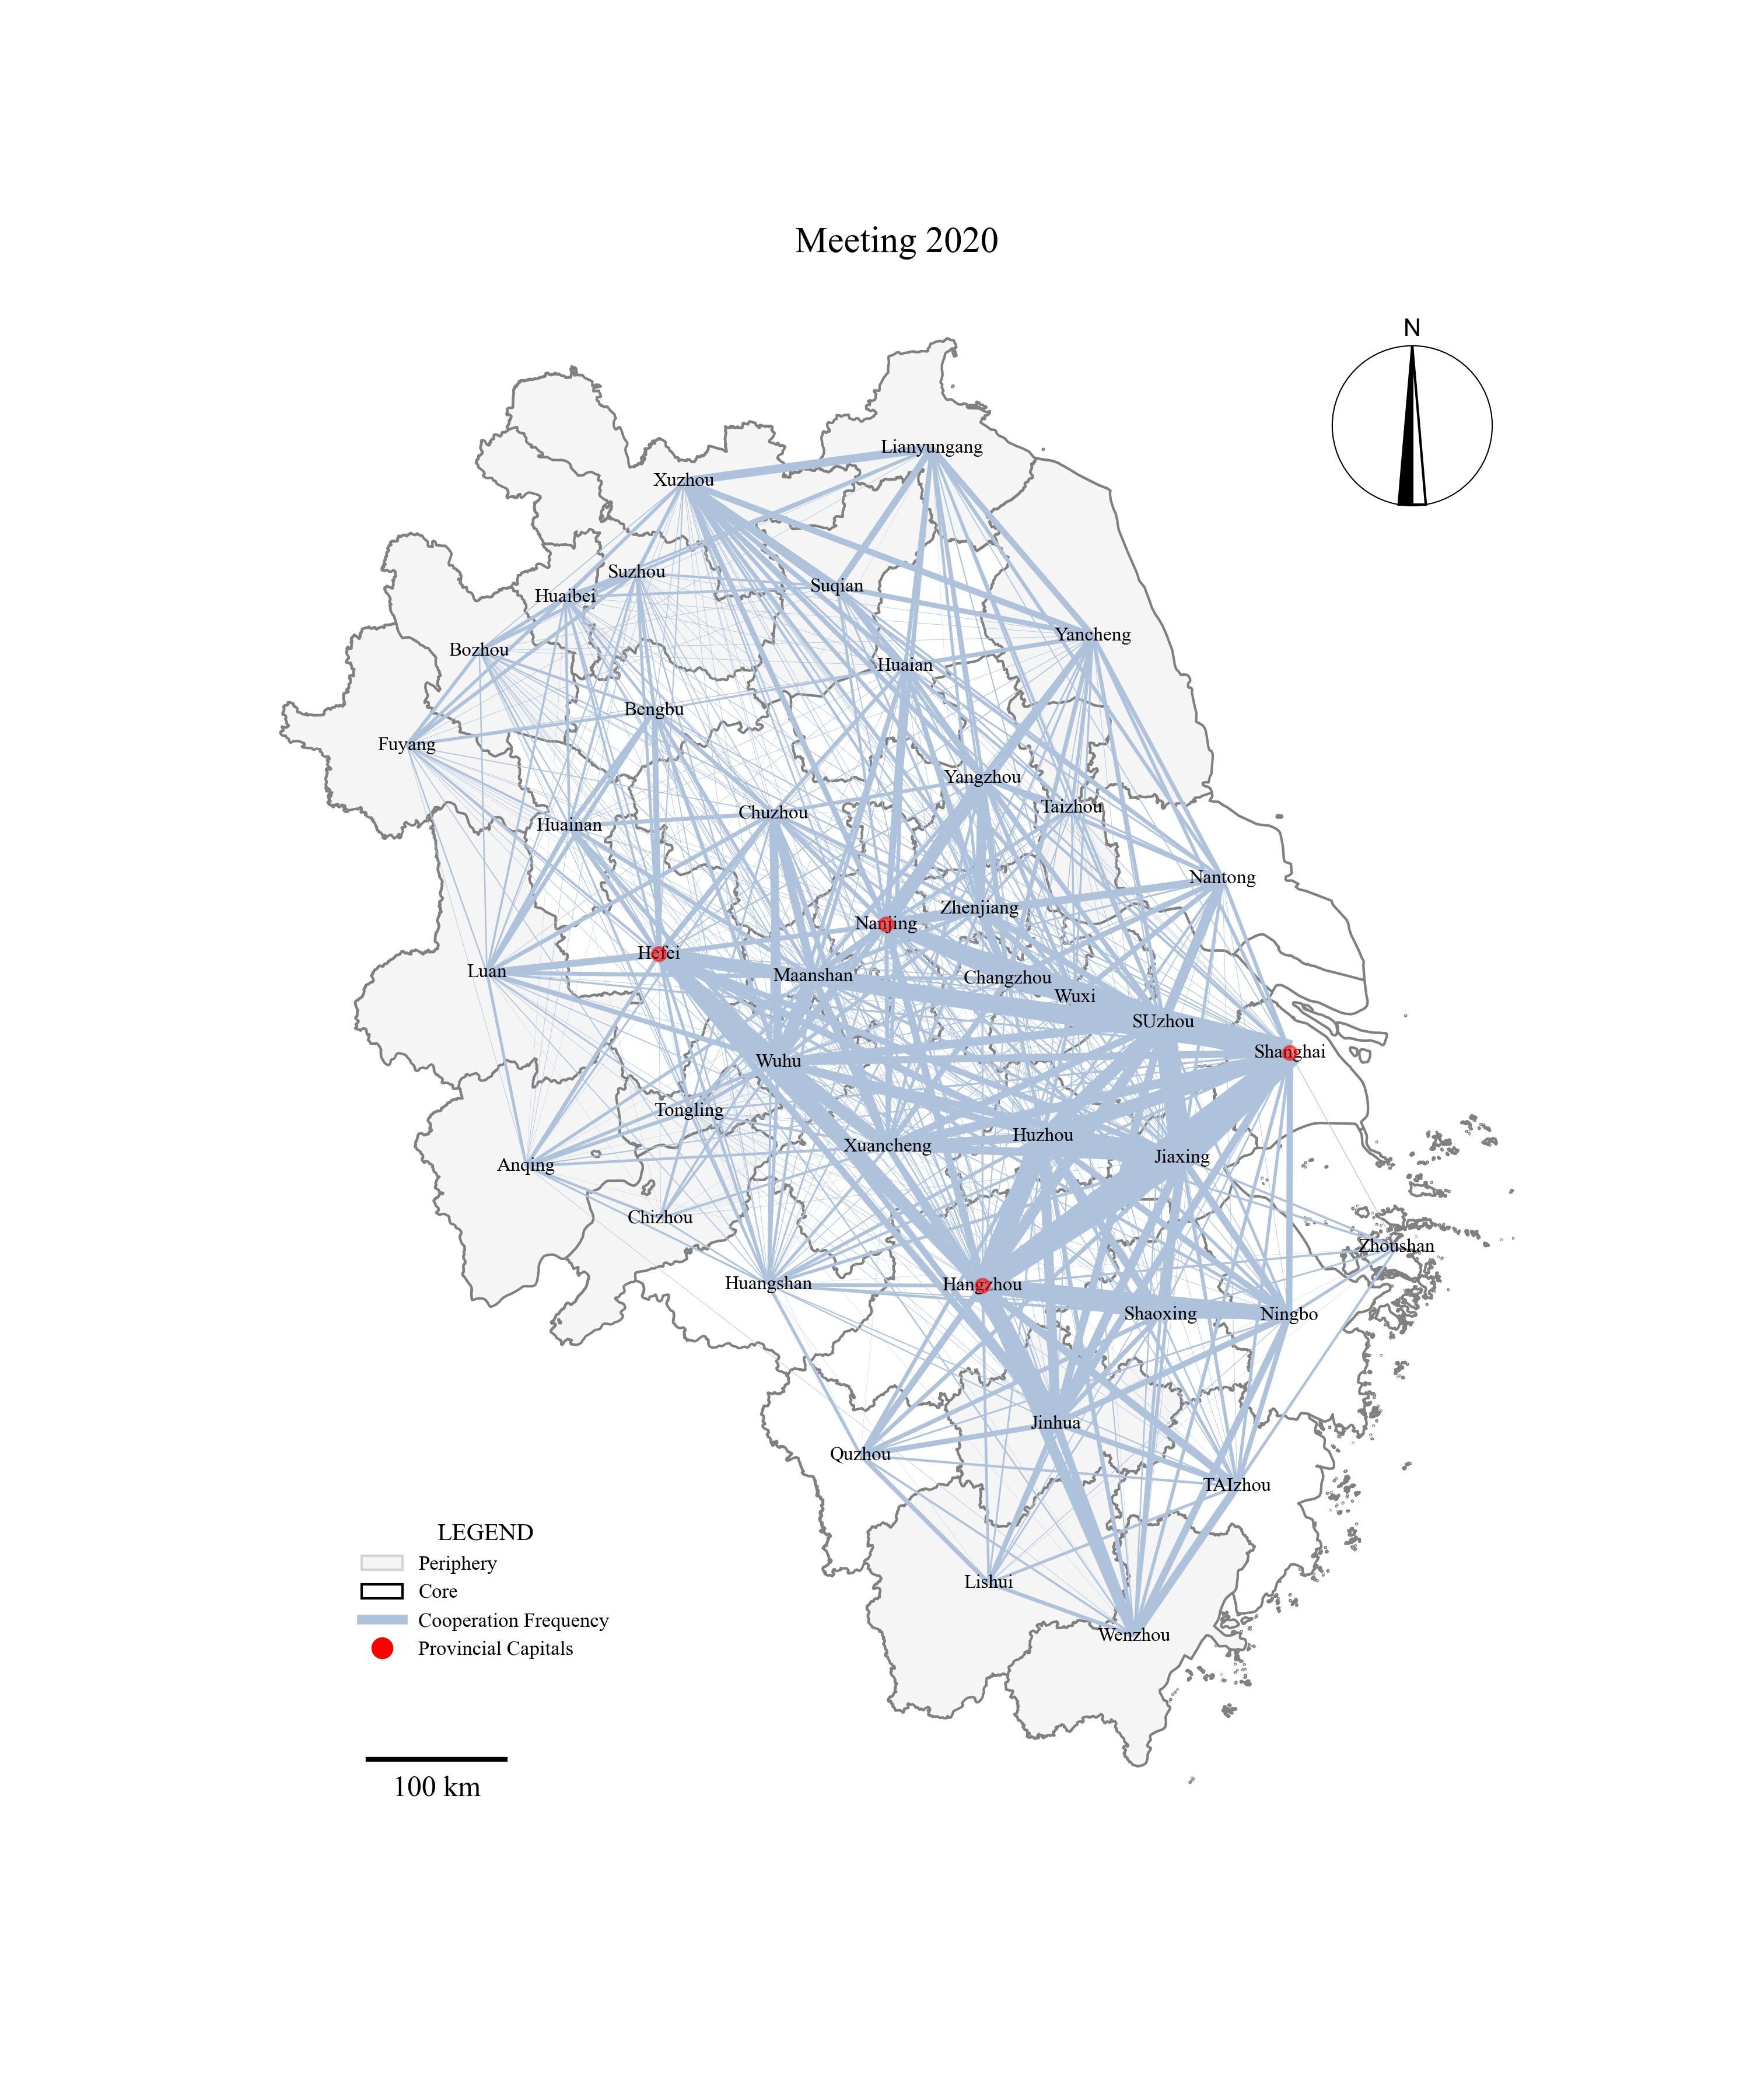 Meeting 2020
N
Lianyungang
Xuzhou
Suzhou
Suqian
Huaibei
Yancheng
Bozhou
Huaian
Bengbu
Fuyang
Yangzhou
Taizhou
Chuzhou
Huainan
Nantong
Zhenjiang
Nanjing
Hefei
Luan
Maanshan
Changzhou
Wuxi
SUzhou
Shanghai
Wuhu
Tongling
Huzhou
Xuancheng
Jiaxing
Anqing
Chizhou
Zhoushan
Huangshan
Hangzhou
Shaoxing
Ningbo
Jinhua
Quzhou
TAIzhou
Lishui
Wenzhou
LEGEND
Periphery
Core
Cooperation Frequency
Provincial Capitals
100 km